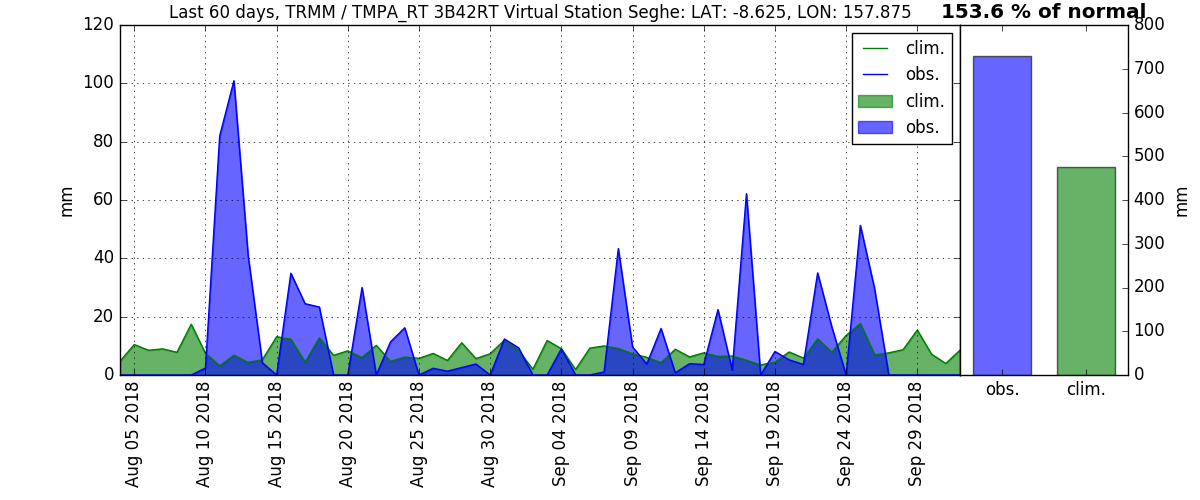 Last 60 days, TRMM / TMPA_RT 3B42RT Virtual Station Seghe: LAT: -8.625, LON: 157.875
153.6 % of normal
120
100
80
60
40
20
0
mm
clim.
obs.
clim.
obs.
800
700
600
500
400
300
200
100
0
mm
obs.
clim.
Aug 05 2018
Aug 10 2018
Aug 15 2018
Aug 20 2018
Aug 25 2018
Aug 30 2018
Sep 04 2018
Sep 09 2018
Sep 14 2018
Sep 19 2018
Sep 24 2018
Sep 29 2018